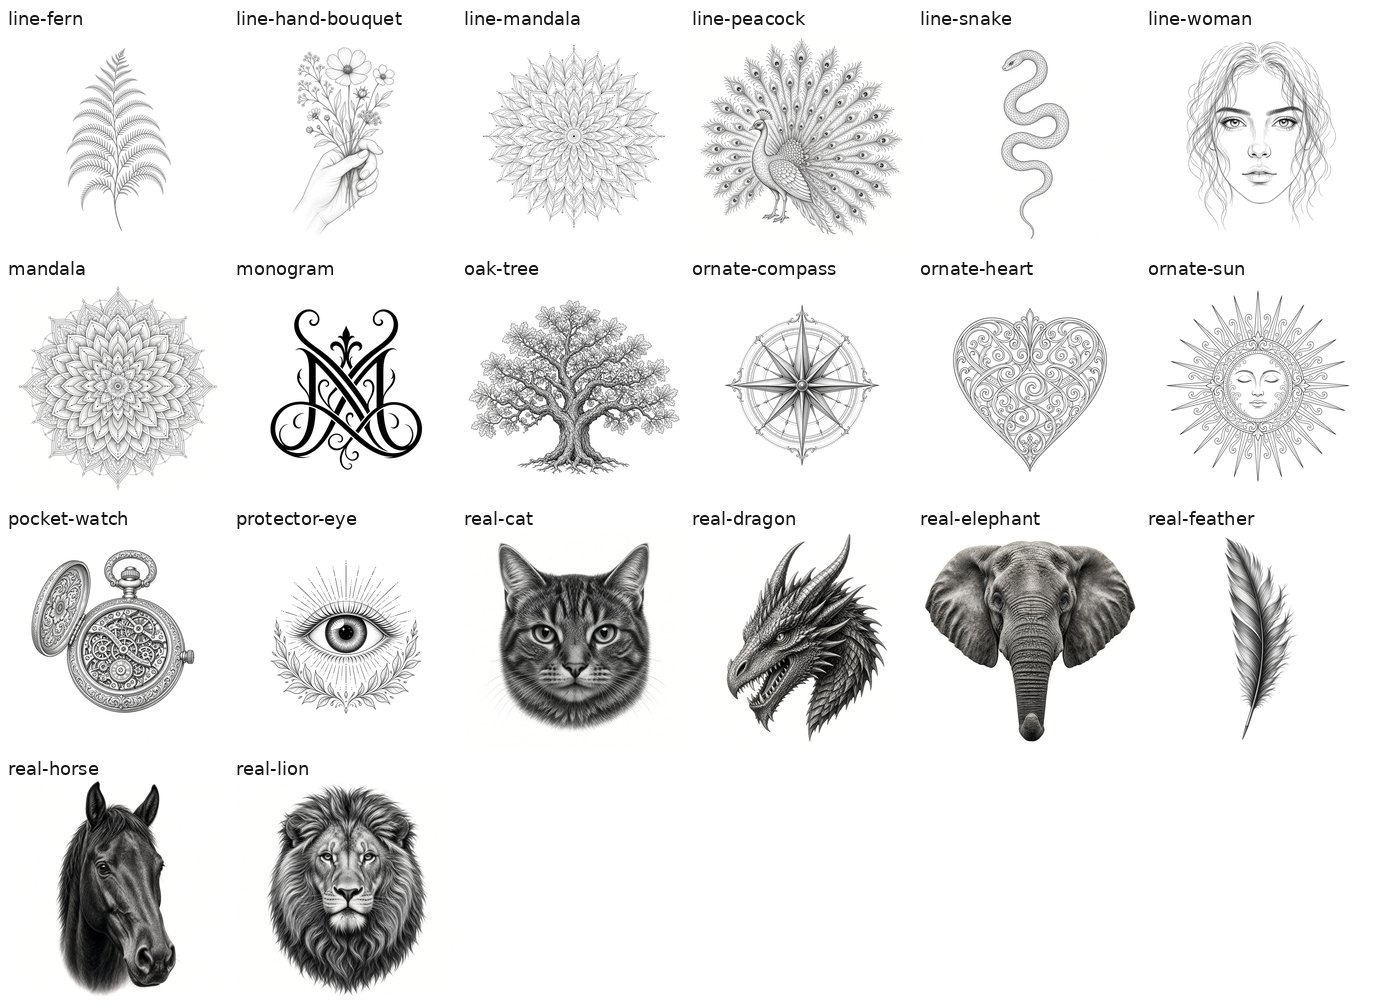 line-fern
line-hand-bouquet
line-mandala
line-peacock
line-snake
line-woman
mandala
monogram
oak-tree
ornate-compass
ornate-heart
ornate-sun
pocket-watch
protector-eye
real-cat
real-dragon
real-elephant
real-feather
real-horse
real-lion